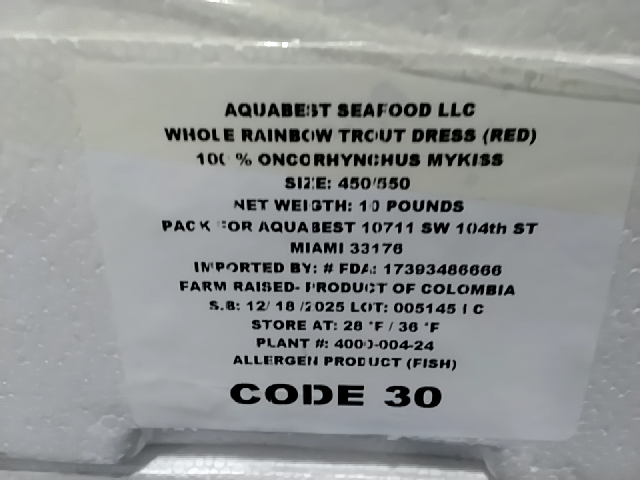 AQUABEST SEAFOOD LLC
WHOLE RAINBOW TROUT DRESS (RED)
100 % ONCORHYNCHUS MYKISS
SIZE: 450/550
NET WEIGTH: 10 POUNDS
PACK FOR AQUABEST 10711 SW 104th ST
MIAMI 33176
IMPORTED BY: # FDA: 17393486666
FARM RAISED- PRODUCT OF COLOMBIA
S.B: 12/ 18 /2025 LOT: 005145 I C
STORE AT: 28 °F / 36 °F
PLANT #: 4000-004-24
ALLERGEN PRODUCT (FISH)
CODE 30